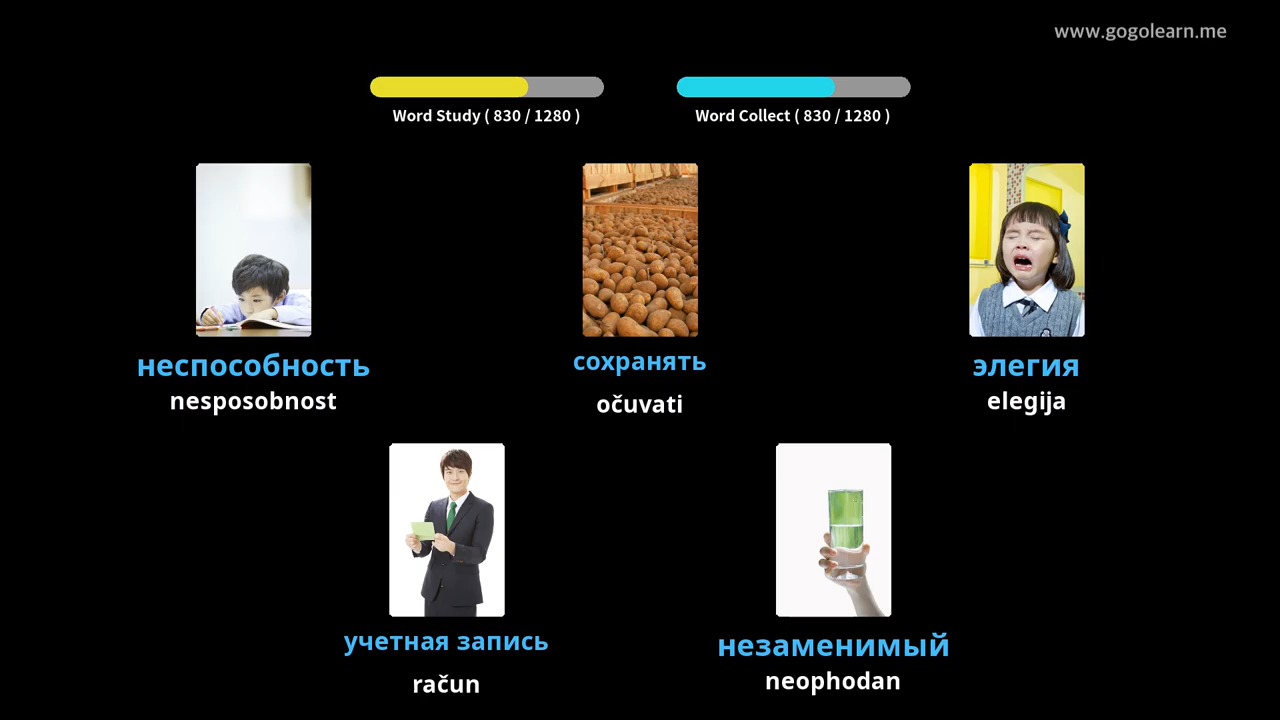 www.gogolearn.me
Word Study ( 830 / 1280 )
Word Collect ( 830 / 1280 )
неспособность
nesposobnost
сохранять
očuvati
элегия
elegija
учетная запись
račun
незаменимый
neophodan